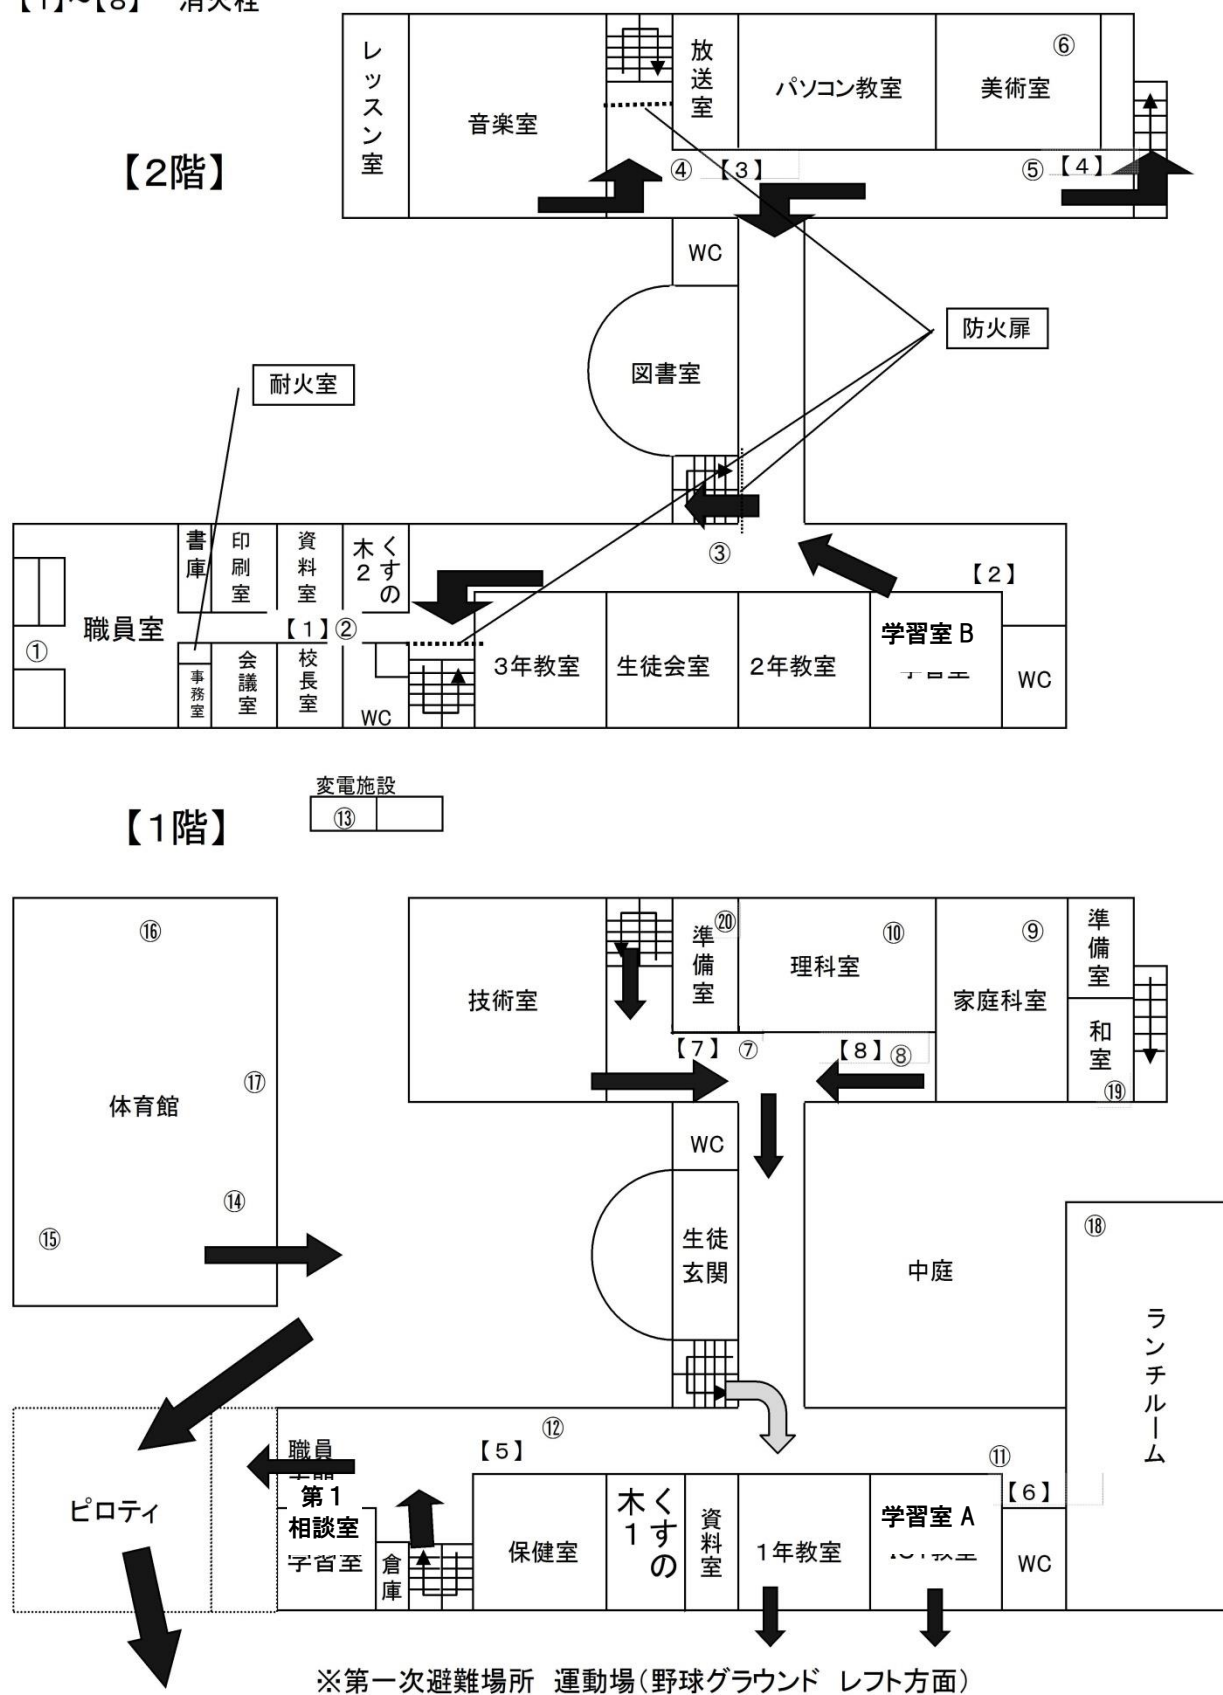 【1】～【8】 消火栓
【2階】
レッスン室
音楽室
放送室
パソコン教室
美術室
⑥
④
【3】
⑤
【4】
WC
図書室
防火扉
耐火室
職員室
①
書庫
印刷室
資料室
くすの木2
【1】
②
事務室
会議室
校長室
WC
③
【2】
3年教室
生徒会室
2年教室
学習室B
WC
【1階】
変電施設
⑬
体育館
⑯
⑰
⑭
⑮
技術室
準備室
⑳
理科室
⑩
家庭科室
⑨
準備室
和室
⑲
【7】
⑦
【8】
⑧
WC
生徒
玄関
中庭
⑱
ランチルーム
ピロティ
職員
第1
相談室
学習室
倉庫
【5】
⑫
⑪
【6】
保健室
くすの木1
資料室
1年教室
学習室A
WC
※第一次避難場所 運動場(野球グラウンド レフト方面)